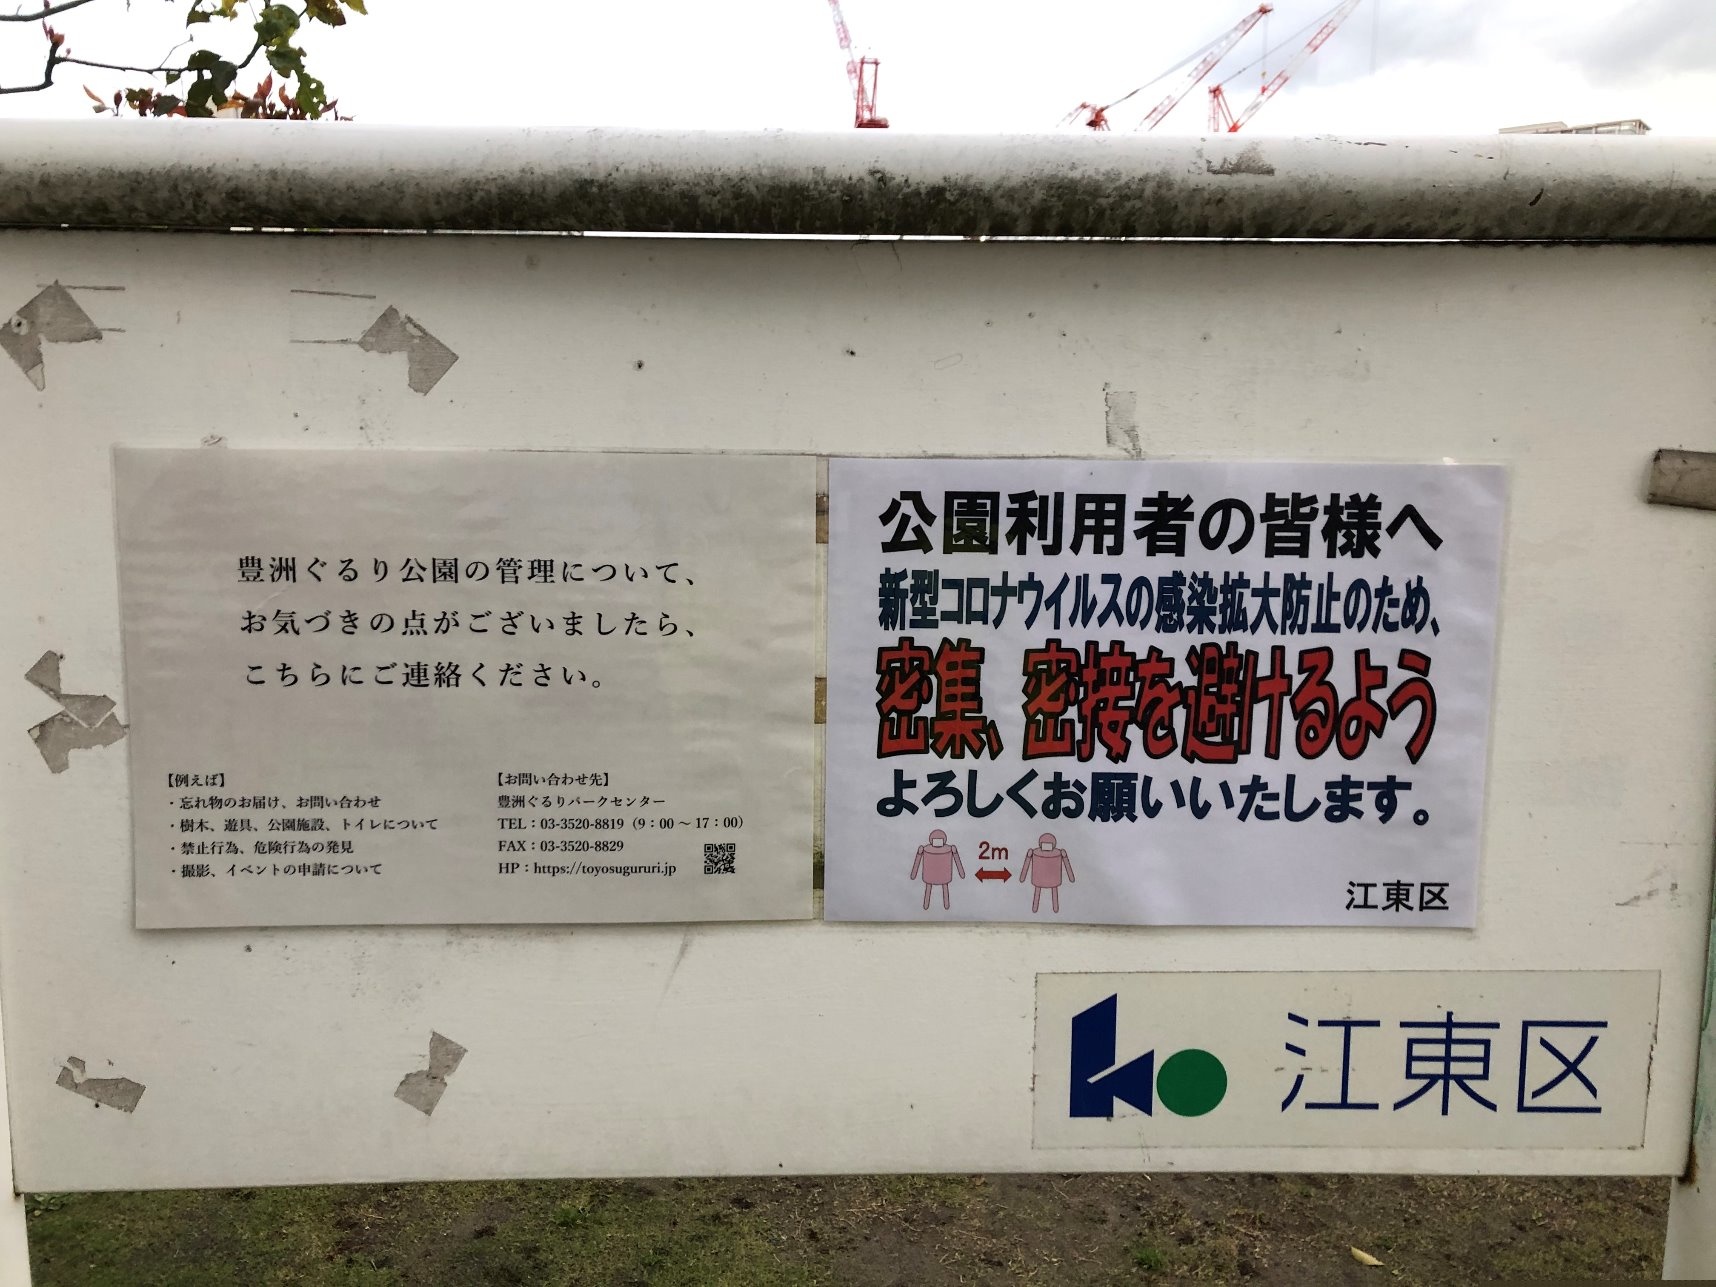 豊洲ぐるり公園の管理について、
お気づきの点がございましたら、
こちらにご連絡ください。
【例えば】
・忘れ物のお届け、お問い合わせ
・樹木、遊具、公園施設、トイレについて
・禁止行為、危険行為の発見
・撮影、イベントの申請について
【お問い合わせ先】
豊洲ぐるりパークセンター
TEL：03-3520-8819（9：00 ～ 17：00）
FAX：03-3520-8829
HP：https://toyosugururi.jp
公園利用者の皆様へ
新型コロナウイルスの感染拡大防止のため、
密集、密接を避けるよう
よろしくお願いいたします。
2m
江東区
江東区